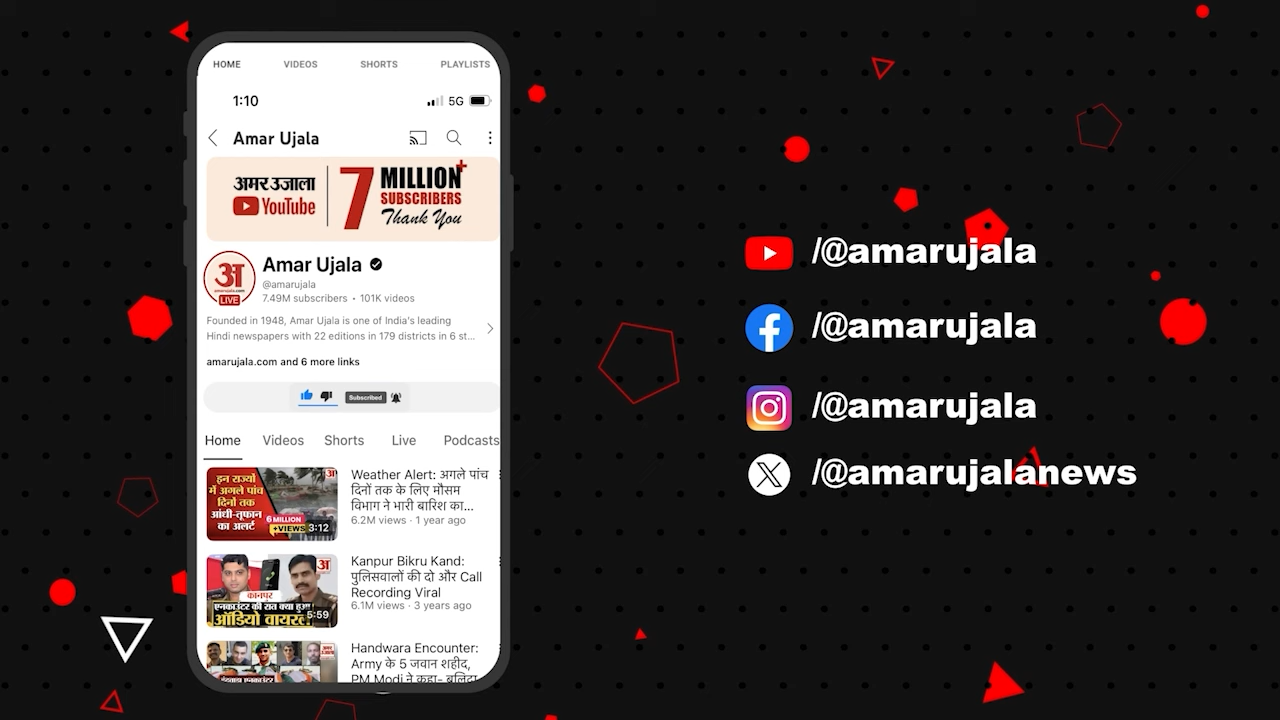 HOME VIDEOS SHORTS PLAYLISTS
1:10 5G
Amar Ujala
अमर उजाला
YouTube
7 MILLION+
SUBSCRIBERS
Thank You
अ
amarujala.com
LIVE
Amar Ujala
@amarujala
7.49M subscribers • 101K videos
Founded in 1948, Amar Ujala is one of India's leading
Hindi newspapers with 22 editions in 179 districts in 6 st...
amarujala.com and 6 more links
Subscribed
Home Videos Shorts Live Podcasts
इन राज्यों
में अगले पांच
दिनों तक
आंधी-तूफान
का अलर्ट
6 MILLION
+VIEWS
3:12
Weather Alert: अगले पांच
दिनों तक के लिए मौसम
विभाग ने भारी बारिश का...
6.2M views · 1 year ago
अ
कानपुर
एनकाउंटर की रात क्या हुआ
ऑडियो वायरल
5:59
Kanpur Bikru Kand:
पुलिसवालों की दो और Call
Recording Viral
6.1M views · 3 years ago
Handwara Encounter:
Army के 5 जवान शहीद,
PM Modi ने कहा-
/@amarujala
/@amarujala
/@amarujala
/@amarujalanews